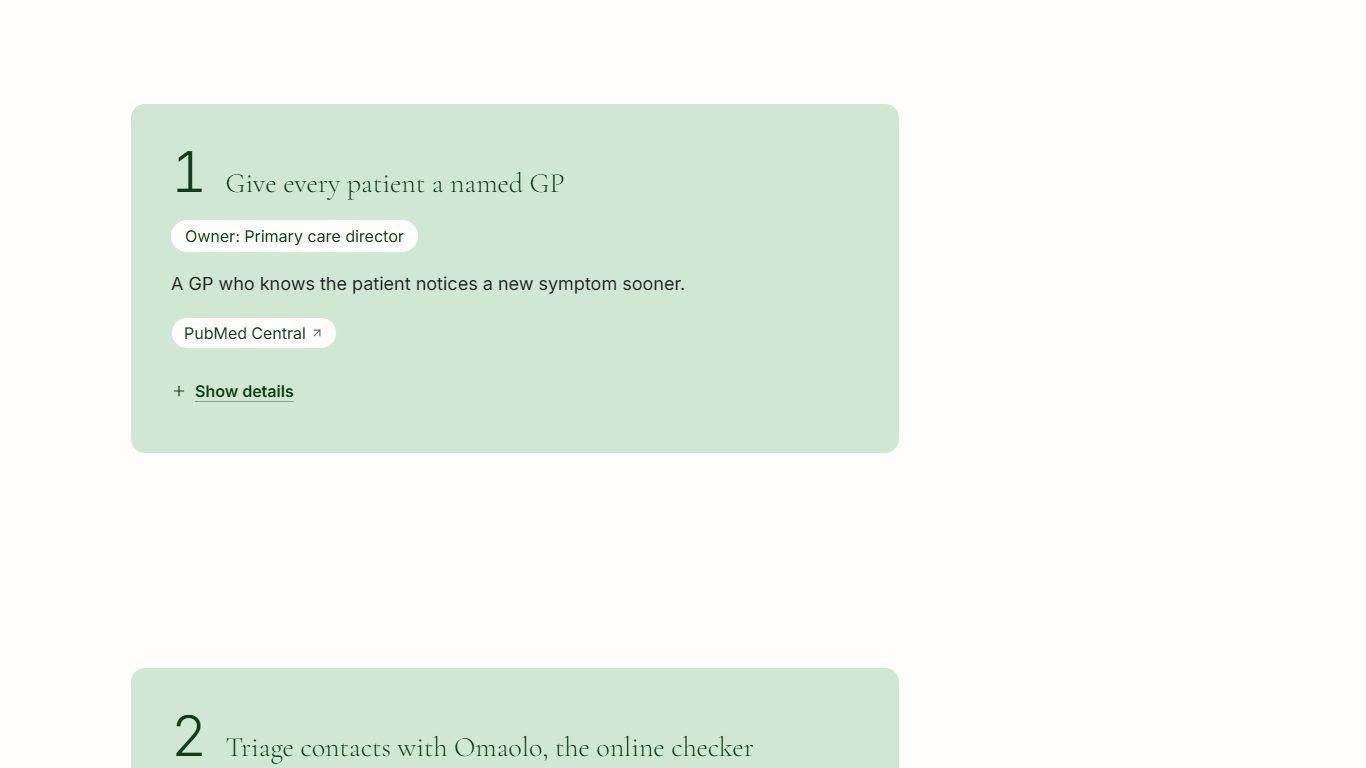 1 Give every patient a named GP
Owner: Primary care director
A GP who knows the patient notices a new symptom sooner.
PubMed Central ↗
+ Show details
2 Triage contacts with Omaolo, the online checker